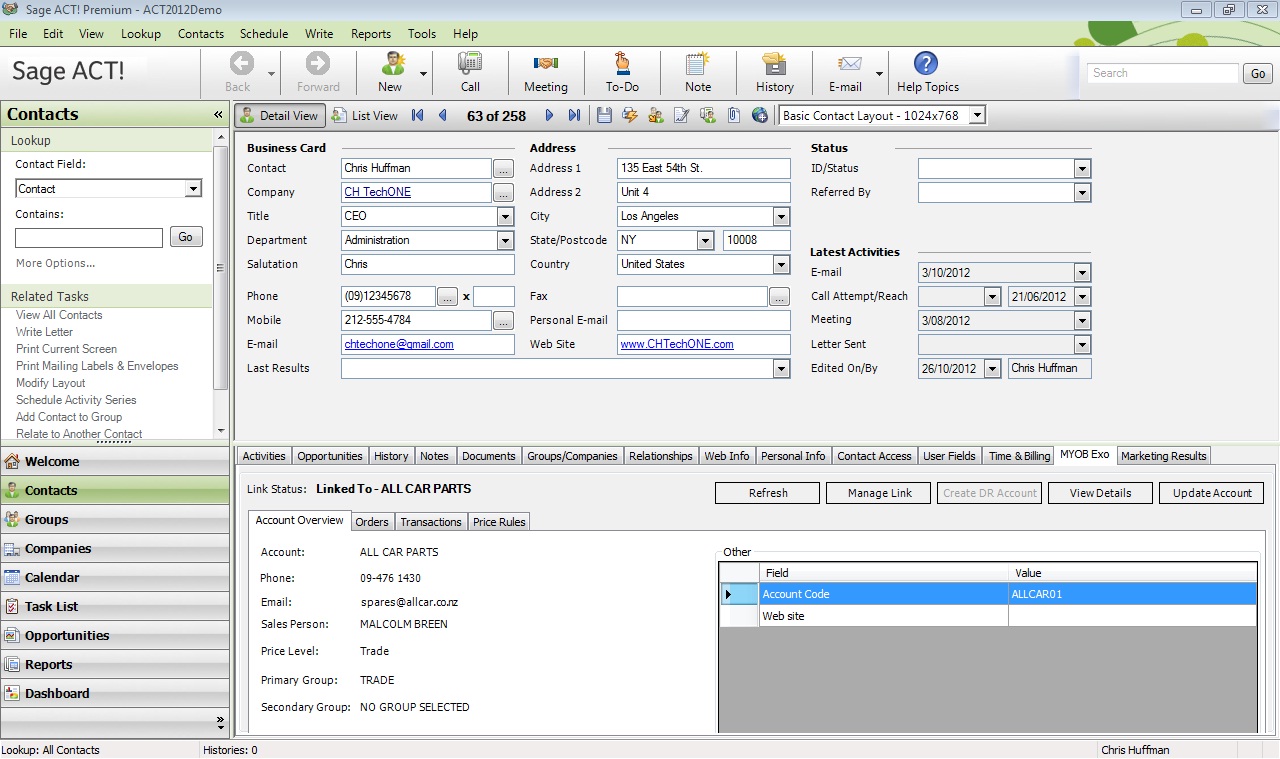 Sage ACT! Premium - ACT2012Demo
File Edit View Lookup Contacts Schedule Write Reports Tools Help
Sage ACT!
Back Forward New Call Meeting To-Do Note History E-mail Help Topics
Search Go
Contacts «
Detail View List View 63 of 258 Basic Contact Layout - 1024x768
Lookup
Contact Field:
Contact
Contains:
Go
More Options...
Related Tasks
View All Contacts
Write Letter
Print Current Screen
Print Mailing Labels & Envelopes
Modify Layout
Schedule Activity Series
Add Contact to Group
Relate to Another Contact
Welcome
Contacts
Groups
Companies
Calendar
Task List
Opportunities
Reports
Dashboard
»
Business Card
Contact Chris Huffman ...
Company CH TechONE ...
Title CEO
Department Administration
Salutation Chris
Phone (09)12345678 ... x
Mobile 212-555-4784 ...
E-mail chtechone@gmail.com
Last Results
Address
Address 1 135 East 54th St.
Address 2 Unit 4
City Los Angeles
State/Postcode NY 10008
Country United States
Fax ...
Personal E-mail
Web Site www.CHTechONE.com
Status
ID/Status
Referred By
Latest Activities
E-mail 3/10/2012
Call Attempt/Reach 21/06/2012
Meeting 3/08/2012
Letter Sent
Edited On/By 26/10/2012 Chris Huffman
Activities Opportunities History Notes Documents Groups/Companies Relationships Web Info Personal Info Contact Access User Fields Time & Billing MYOB Exo Marketing Results
Link Status: Linked To - ALL CAR PARTS
Refresh Manage Link Create DR Account View Details Update Account
Account Overview Orders Transactions Price Rules
Account: ALL CAR PARTS
Phone: 09-476 1430
Email: spares@allcar.co.nz
Sales Person: MALCOLM BREEN
Price Level: Trade
Primary Group: TRADE
Secondary Group: NO GROUP SELECTED
Other
Field Value
Account Code ALLCAR01
Web site
Lookup: All Contacts Histories: 0 Chris Huffman